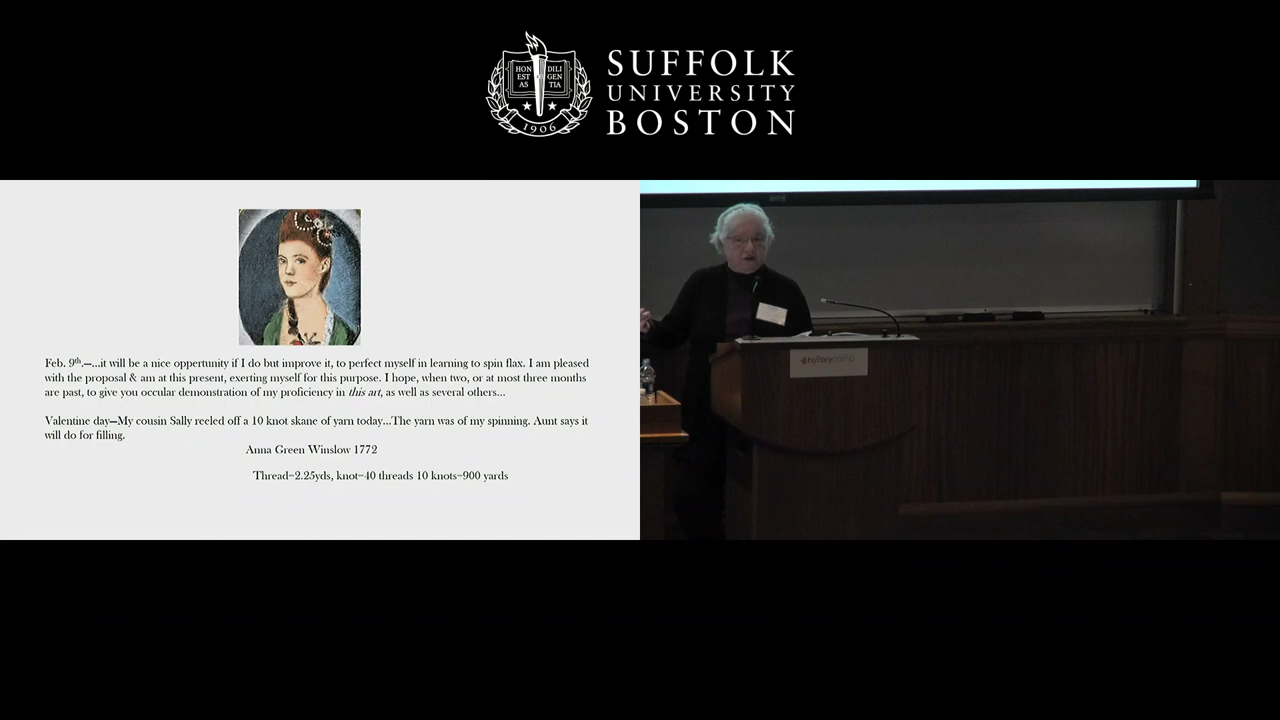 HON
EST
AS
DILI
GEN
TIA
1906
SUFFOLK
UNIVERSITY
BOSTON
Feb. 9th.—...it will be a nice oppertunity if I do but improve it, to perfect myself in learning to spin flax. I am pleased
with the proposal & am at this present, exerting myself for this purpose. I hope, when two, or at most three months
are past, to give you occular demonstration of my proficiency in this art, as well as several others...
Valentine day—My cousin Sally reeled off a 10 knot skane of yarn today...The yarn was of my spinning. Aunt says it
will do for filling.
Anna Green Winslow 1772
Thread=2.25yds, knot=40 threads 10 knots=900 yards
historycamp